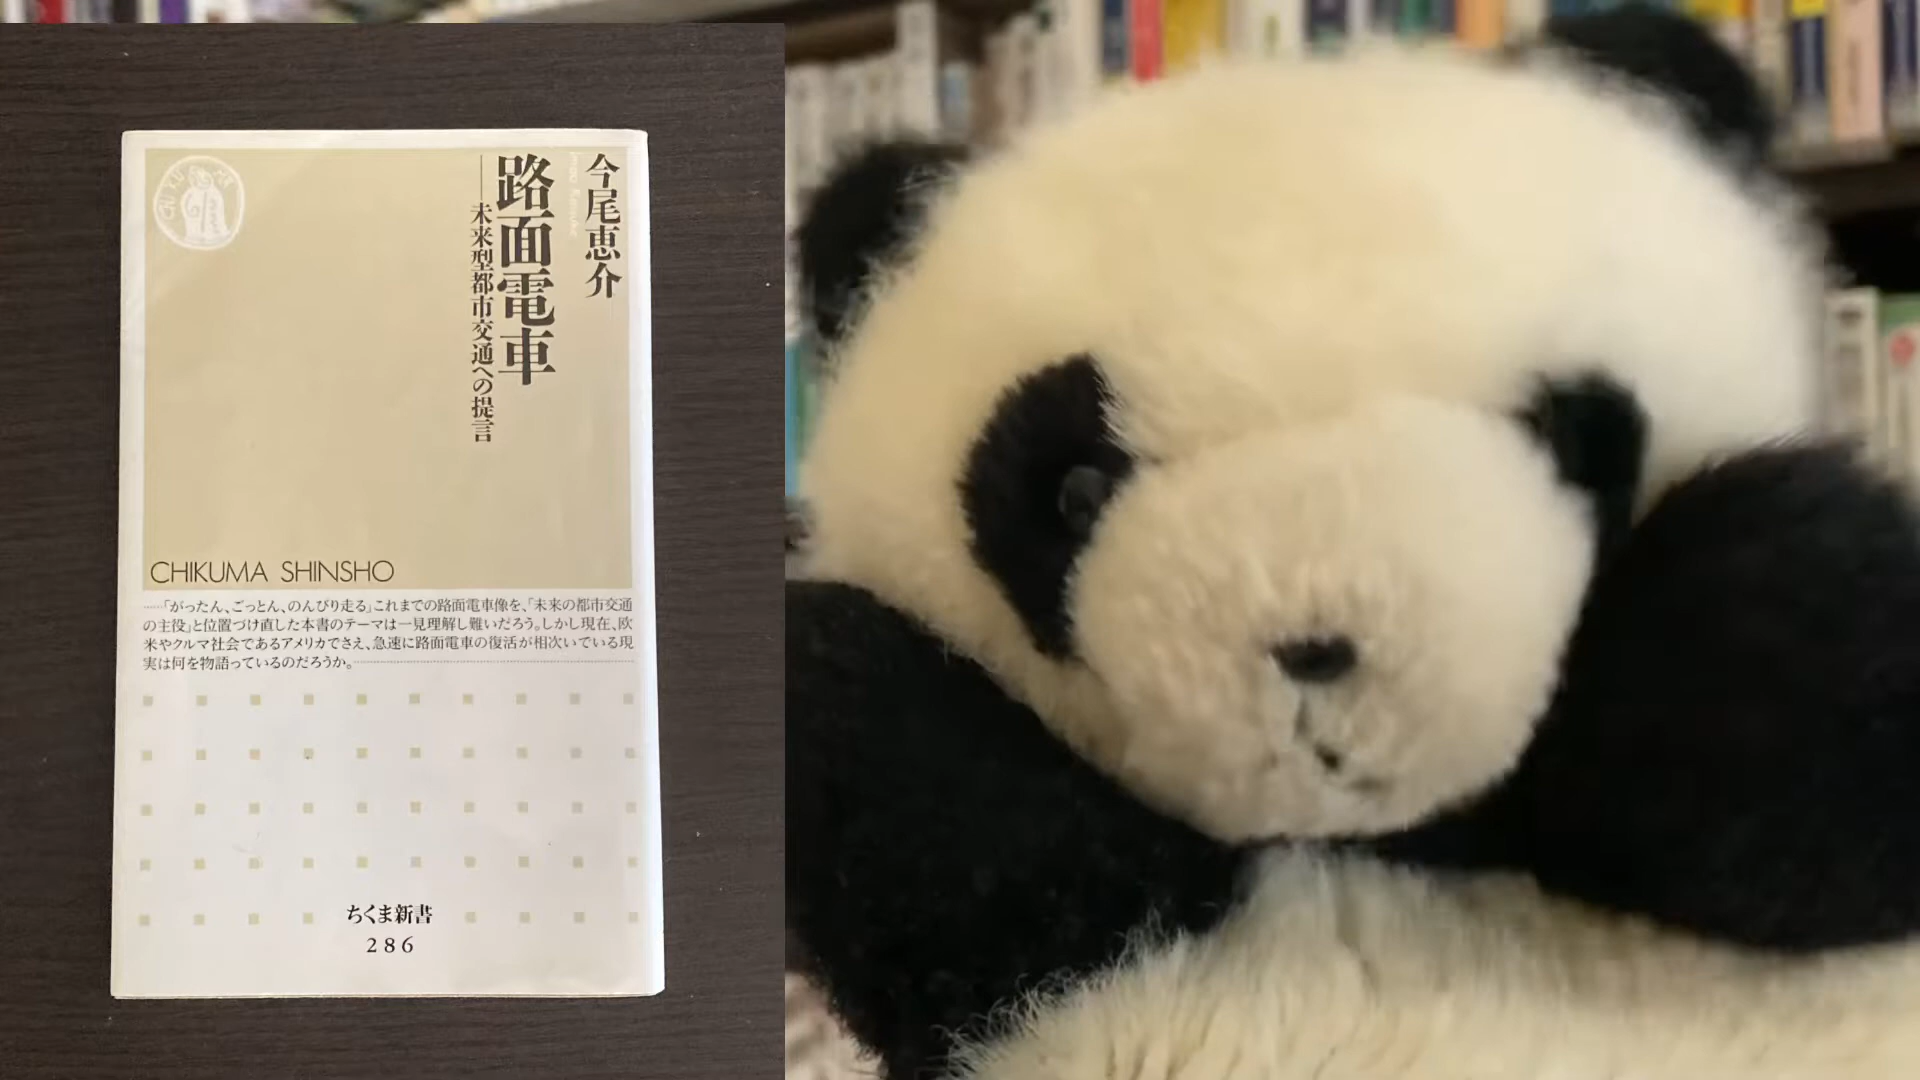 今尾恵介
路面電車
――未来型都市交通への提言
CHIKUMA SHINSHO
……「がったん、ごっとん、のんびり走る」これまでの路面電車像を、「未来の都市交通
の主役」と位置づけ直した本書のテーマは一見理解し難いだろう。しかし現在、欧
米やクルマ社会であるアメリカでさえ、急速に路面電車の復活が相次いでいる現
実は何を物語っているのだろうか。
ちくま新書
286